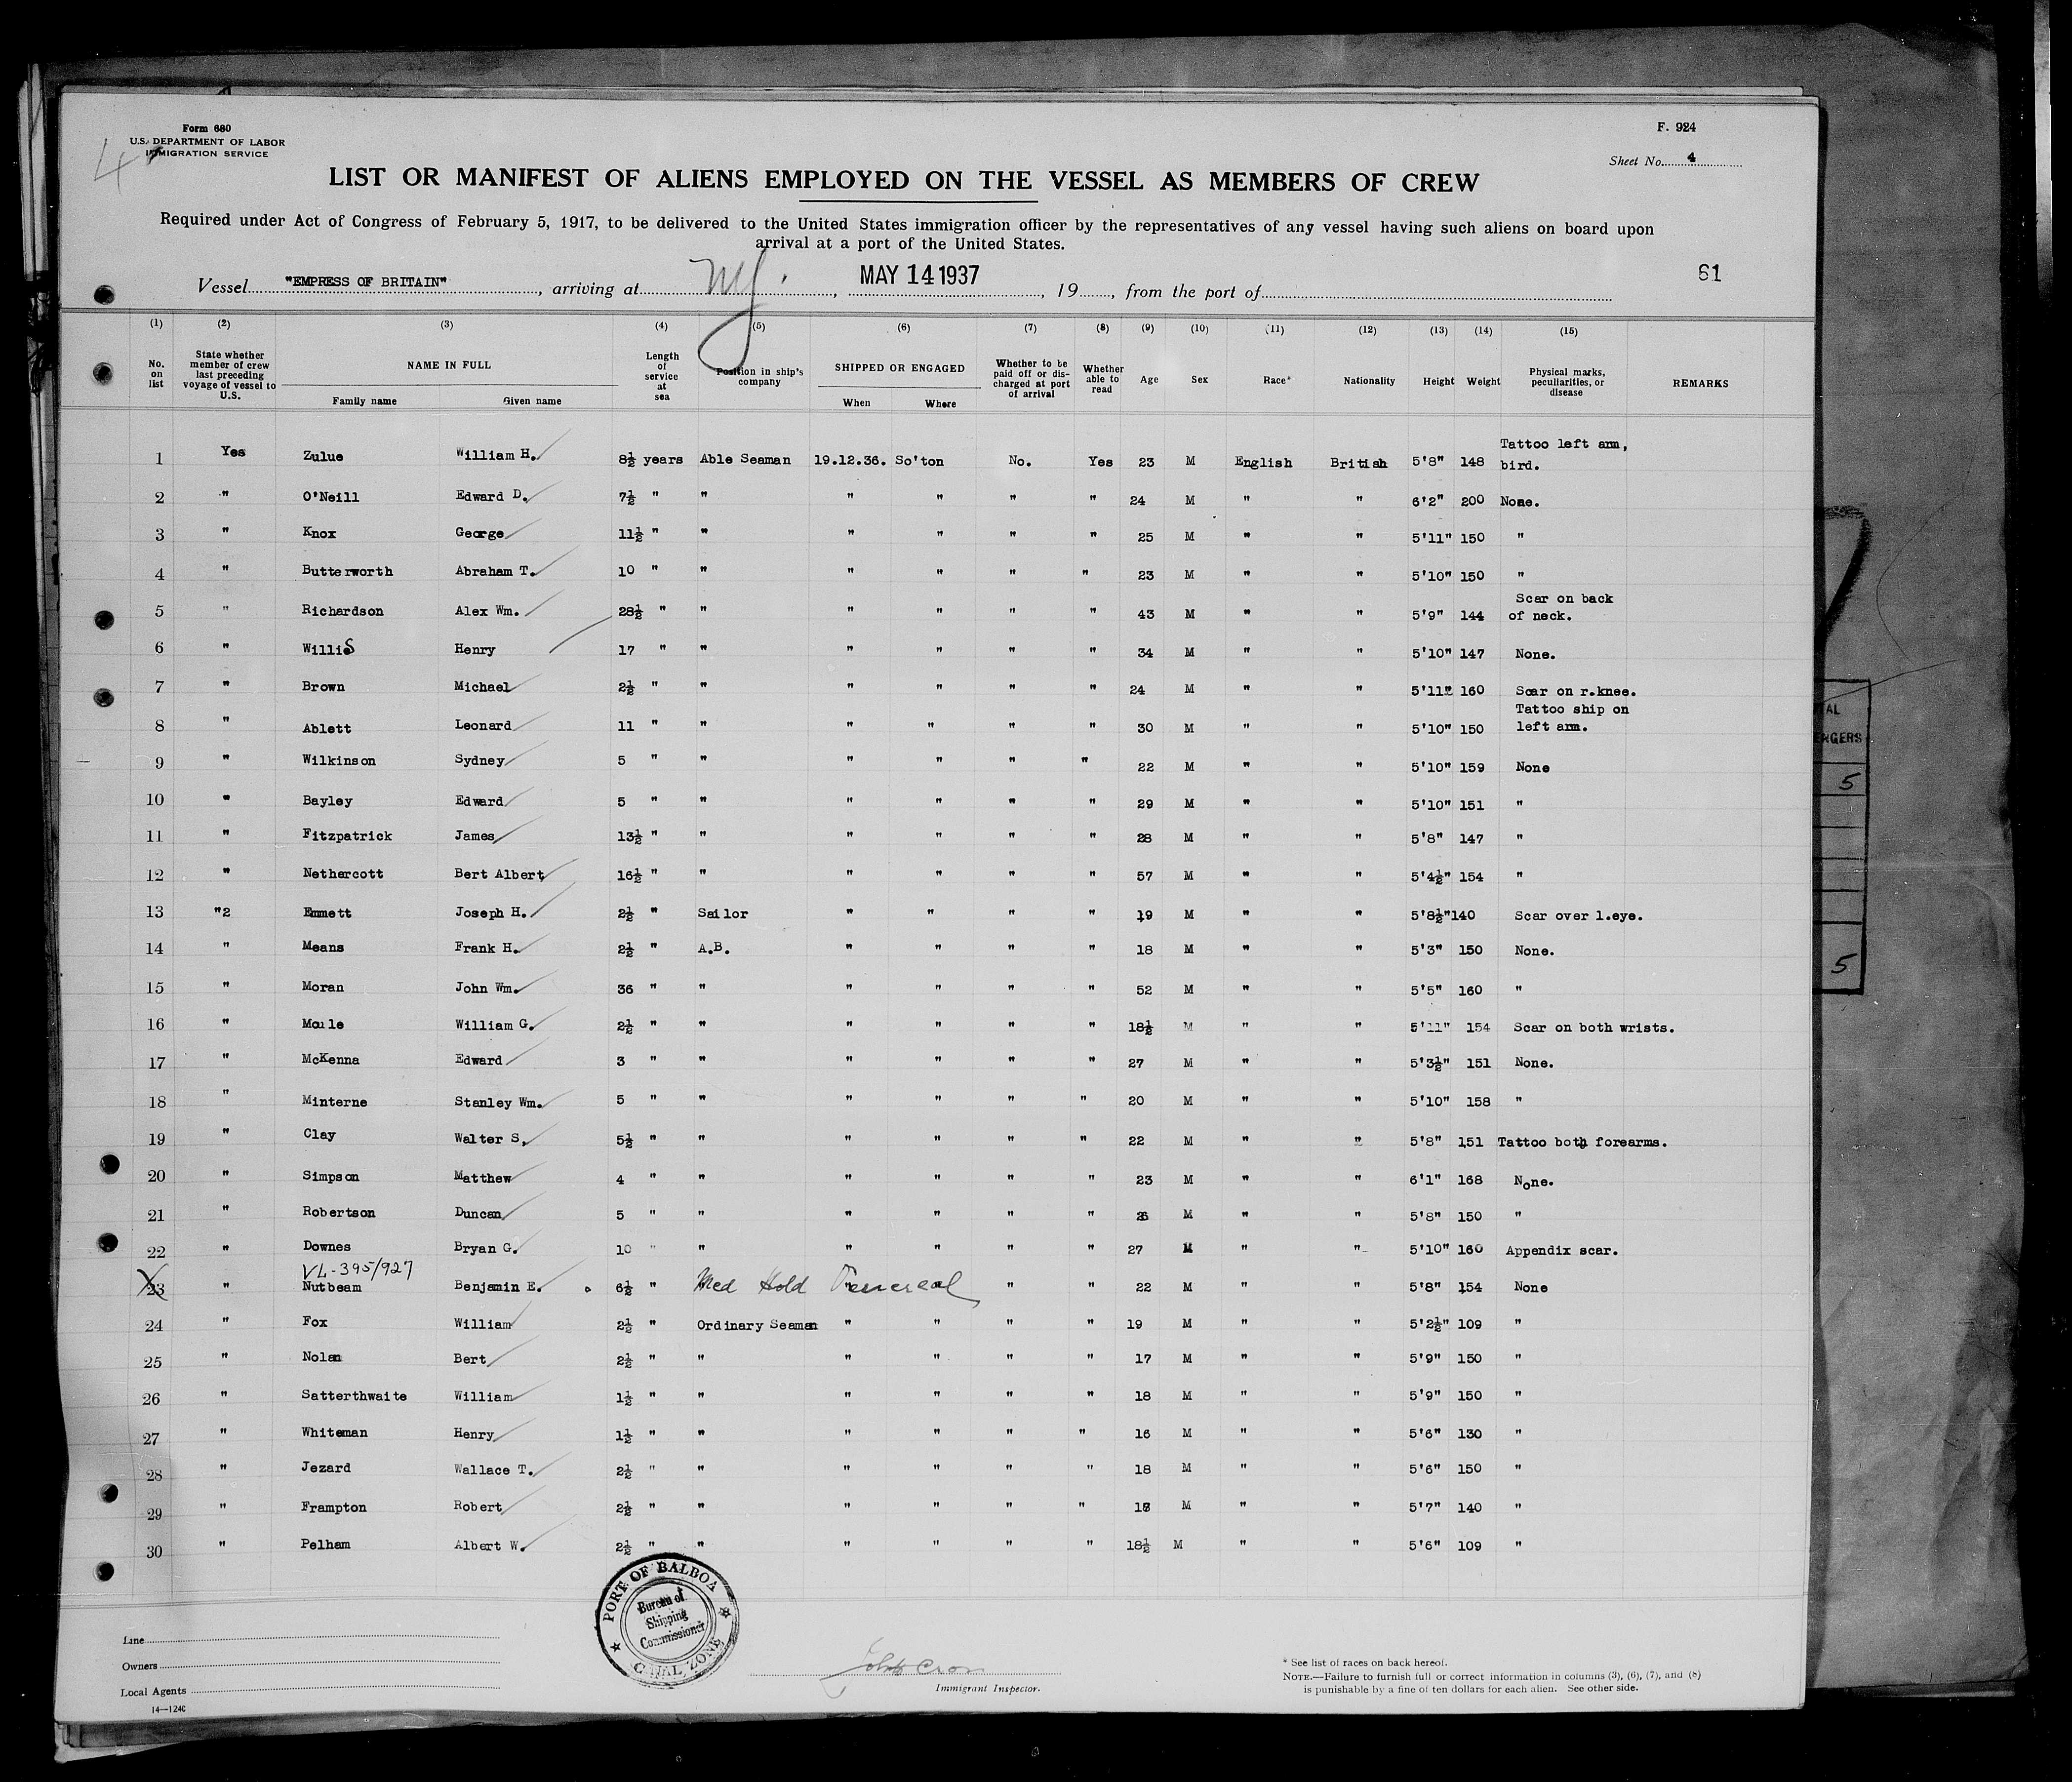 Form 680
U.S. DEPARTMENT OF LABOR
IMMIGRATION SERVICE
4
F. 924
Sheet No. 4
LIST OR MANIFEST OF ALIENS EMPLOYED ON THE VESSEL AS MEMBERS OF CREW
Required under Act of Congress of February 5, 1917, to be delivered to the United States immigration officer by the representatives of any vessel having such aliens on board upon
arrival at a port of the United States.
Vessel "EMPRESS OF BRITAIN", arriving at NY, MAY 14 1937, 19, from the port of
61
(1) (2) (3) (4) (5) (6) (7) (8) (9) (10) (11) (12) (13) (14) (15)
No. on list State whether member of crew last preceding voyage of vessel to U.S. NAME IN FULL Family name Given name Length of service at sea Position in ship's company SHIPPED OR ENGAGED When Where Whether to be paid off or discharged at port of arrival Whether able to read Age Sex Race* Nationality Height Weight Physical marks, peculiarities, or disease REMARKS
1 Yes Zulue William H. 8½ years Able Seaman 19.12.36. So'ton No. Yes 23 M English British 5'8" 148 Tattoo left arm, bird.
2 " O'Neill Edward D. 7½ " " " " " " 24 M " " 6'2" 200 None.
3 " Knox George 11½ " " " " " " 25 M " " 5'11" 150 "
4 " Butterworth Abraham T. 10 " " " " " " 23 M " " 5'10" 150 "
5 " Richardson Alex Wm. 28½ " " " " " " 43 M " " 5'9" 144 Scar on back of neck.
6 " Willis Henry 17 " " " " " " 34 M " " 5'10" 147 None.
7 " Brown Michael 2½ " " " " " " 24 M " " 5'11" 160 Scar on r.knee.
8 " Ablett Leonard 11 " " " " " " 30 M " " 5'10" 150 Tattoo ship on left arm.
9 " Wilkinson Sydney 5 " " " " " " 22 M " " 5'10" 159 None
10 " Bayley Edward 5 " " " " " " 29 M " " 5'10" 151 "
11 " Fitzpatrick James 13½ " " " " " " 28 M " " 5'8" 147 "
12 " Nethercott Bert Albert 16½ " " " " " " 57 M " " 5'4½" 154 "
13 "2 Emmett Joseph H. 2½ " Sailor " " " " 19 M " " 5'8½" 140 Scar over l.eye.
14 " Means Frank H. 2½ " A.B. " " " " 18 M " " 5'3" 150 None.
15 " Moran John Wm. 36 " " " " " " 52 M " " 5'5" 160 "
16 " Moule William G. 2½ " " " " " " 18½ M " " 5'11" 154 Scar on both wrists.
17 " McKenna Edward 3 " " " " " " 27 M " " 5'3½" 151 None.
18 " Minterne Stanley Wm. 5 " " " " " " 20 M " " 5'10" 158 "
19 " Clay Walter S. 5½ " " " " " " 22 M " " 5'8" 151 Tattoo both forearms.
20 " Simpson Matthew 4 " " " " " " 23 M " " 6'1" 168 None.
21 " Robertson Duncan 5 " " " " " " M " " 5'8" 150 "
22 " Downes Bryan G. 10 " " " " " " 27 M " " 5'10" 160 Appendix scar.
VL-395/927
23 " Nutbeam Benjamin E. 6½ " Med Hold Venereal " " 22 M " " 5'8" 154 None
24 " Fox William 2½ " Ordinary Seaman " " " " 19 M " " 5'2½" 109 "
25 " Nolan Bert 2½ " " " " " " 17 M " " 5'9" 150 "
26 " Satterthwaite William 1½ " " " " " " 18 M " " 5'9" 150 "
27 " Whiteman Henry 1½ " " " " " " 16 M " " 5'6" 130 "
28 " Jezard Wallace T. 2½ " " " " " " 18 M " " 5'6" 150 "
29 " Frampton Robert 2½ " " " " " " 18 M " " 5'7" 140 "
30 " Pelham Albert W. 2½ " " " " " " 18½ M " " 5'6" 109 "
PORT OF BALBOA
Bureau of
Shipping
Commissioner
CANAL ZONE
Line
Owners
Local Agents
14—1240
Immigrant Inspector.
* See list of races on back hereof.
NOTE.—Failure to furnish full or correct information in columns (3), (6), (7), and (8)
is punishable by a fine of ten dollars for each alien. See other side.
5
5